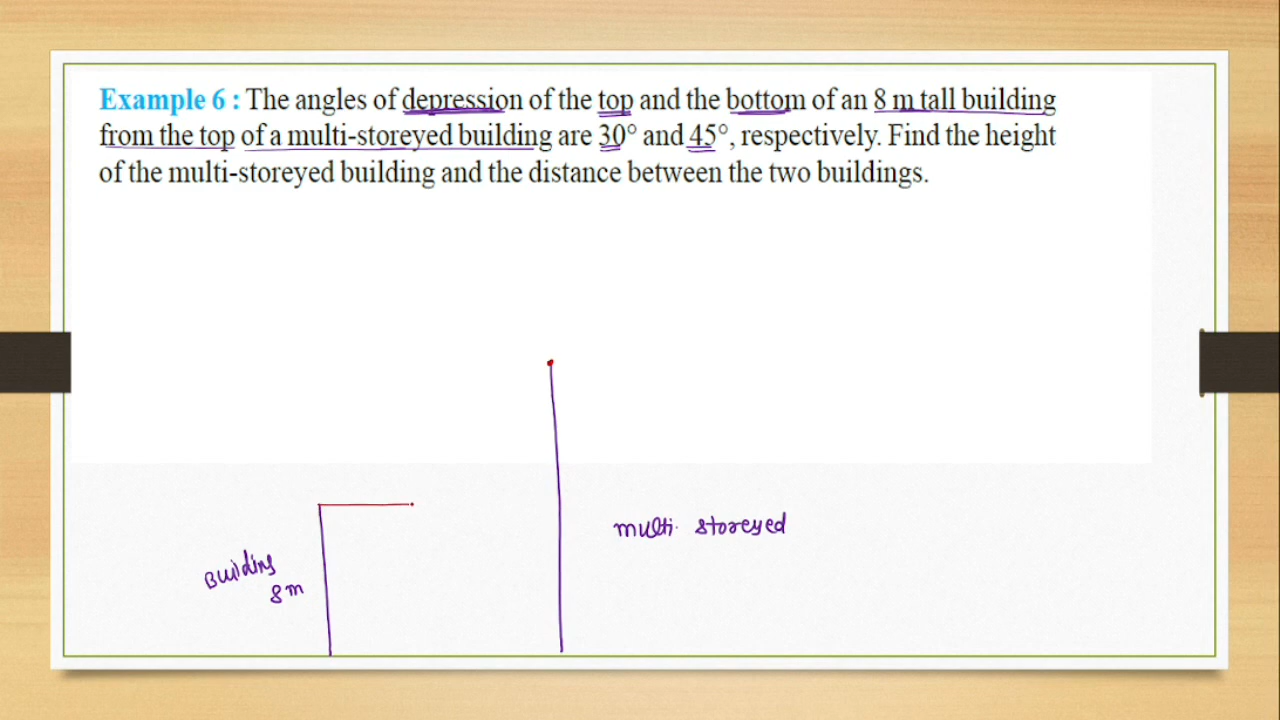 Example 6 : The angles of depression of the top and the bottom of an 8 m tall building
from the top of a multi-storeyed building are 30° and 45°, respectively. Find the height
of the multi-storeyed building and the distance between the two buildings.
multi storeyed
Building
8m